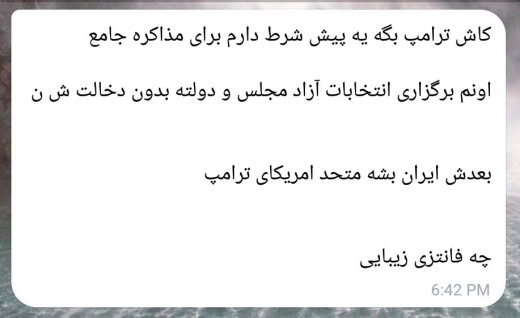 کاش ترامپ بگه یه پیش شرط دارم برای مذاکره جامع
اونم برگزاری انتخابات آزاد مجلس و دولته بدون دخالت ش ن
بعدش ایران بشه متحد امریکای ترامپ
چه فانتزی زیبایی
6:42 PM